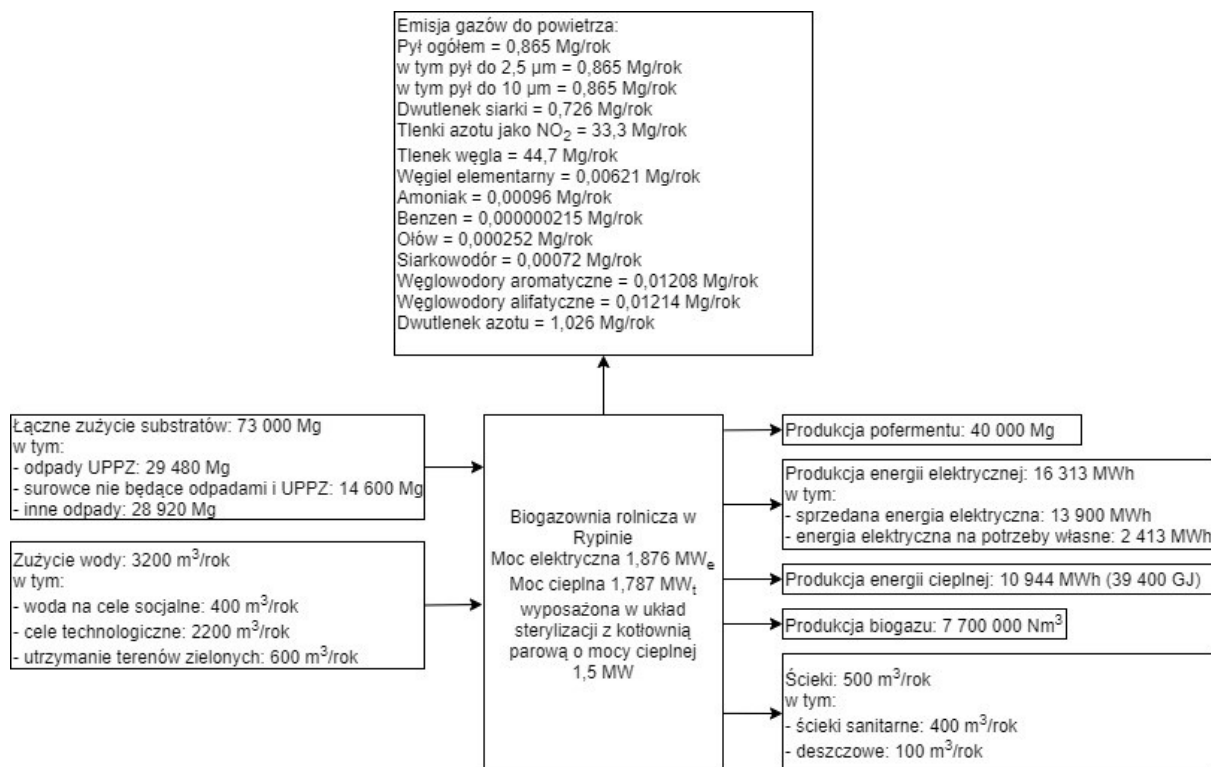 Emisja gazów do powietrza:
Pył ogółem = 0,865 Mg/rok
w tym pył do 2,5 µm = 0,865 Mg/rok
w tym pył do 10 µm = 0,865 Mg/rok
Dwutlenek siarki = 0,726 Mg/rok
Tlenki azotu jako NO₂ = 33,3 Mg/rok
Tlenek węgla = 44,7 Mg/rok
Węgiel elementarny = 0,00621 Mg/rok
Amoniak = 0,00096 Mg/rok
Benzen = 0,000000215 Mg/rok
Ołów = 0,000252 Mg/rok
Siarkowodór = 0,00072 Mg/rok
Węglowodory aromatyczne = 0,01208 Mg/rok
Węglowodory alifatyczne = 0,01214 Mg/rok
Dwutlenek azotu = 1,026 Mg/rok
Łączne zużycie substratów: 73 000 Mg
w tym:
- odpady UPPZ: 29 480 Mg
- surowce nie będące odpadami i UPPZ: 14 600 Mg
- inne odpady: 28 920 Mg
Zużycie wody: 3200 m³/rok
w tym:
- woda na cele socjalne: 400 m³/rok
- cele technologiczne: 2200 m³/rok
- utrzymanie terenów zielonych: 600 m³/rok
Biogazownia rolnicza w
Rypinie
Moc elektryczna 1,876 MWₑ
Moc cieplna 1,787 MWₜ
wyposażona w układ
sterylizacji z kotłownią
parową o mocy cieplnej
1,5 MW
Produkcja pofermentu: 40 000 Mg
Produkcja energii elektrycznej: 16 313 MWh
w tym:
- sprzedana energia elektryczna: 13 900 MWh
- energia elektryczna na potrzeby własne: 2 413 MWh
Produkcja energii cieplnej: 10 944 MWh (39 400 GJ)
Produkcja biogazu: 7 700 000 Nm³
Ścieki: 500 m³/rok
w tym:
- ścieki sanitarne: 400 m³/rok
- deszczowe: 100 m³/rok